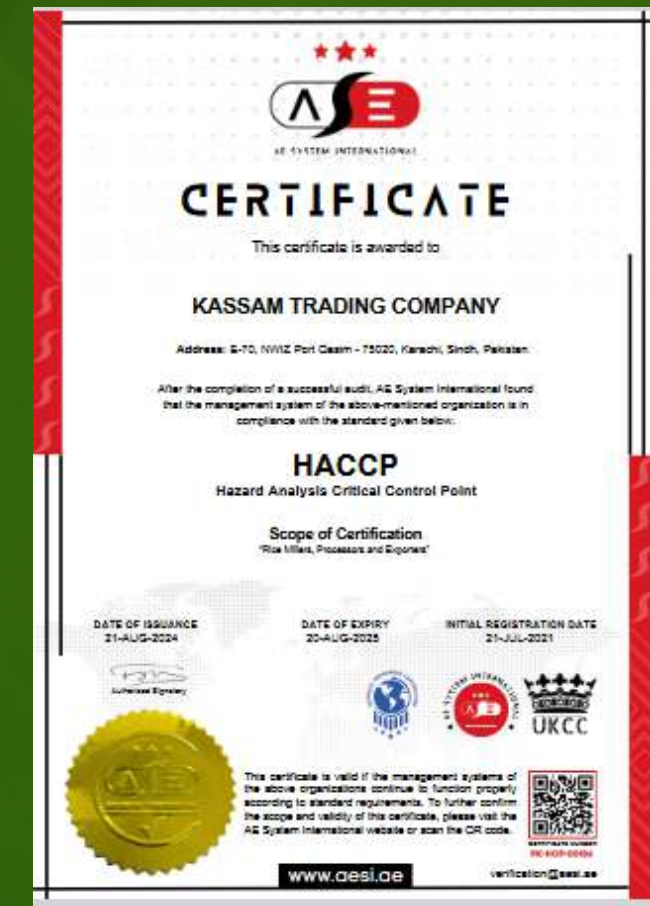 ASE
AE SYSTEM INTERNATIONAL
CERTIFICATE
This certificate is awarded to
KASSAM TRADING COMPANY
Address: E-70, NWIZ Port Qasim - 75020, Karachi, Sindh, Pakistan
After the completion of a successful audit, AE System International found
that the management system of the above-mentioned organization is in
compliance with the standard given below.
HACCP
Hazard Analysis Critical Control Point
Scope of Certification
"Rice Millers, Processors and Exporters"
DATE OF ISSUANCE
21-AUG-2024
DATE OF EXPIRY
20-AUG-2025
INITIAL REGISTRATION DATE
21-JUL-2021
Authorized Signatory
AE SYSTEM INTERNATIONAL
ASE
UKCC
ASE
This certificate is valid if the management systems of
the above organizations continue to function properly
according to standard requirements. To further confirm
the scope and validity of this certificate, please visit the
AE System International website or scan the QR code.
www.aesi.ae
verification@aesi.ae